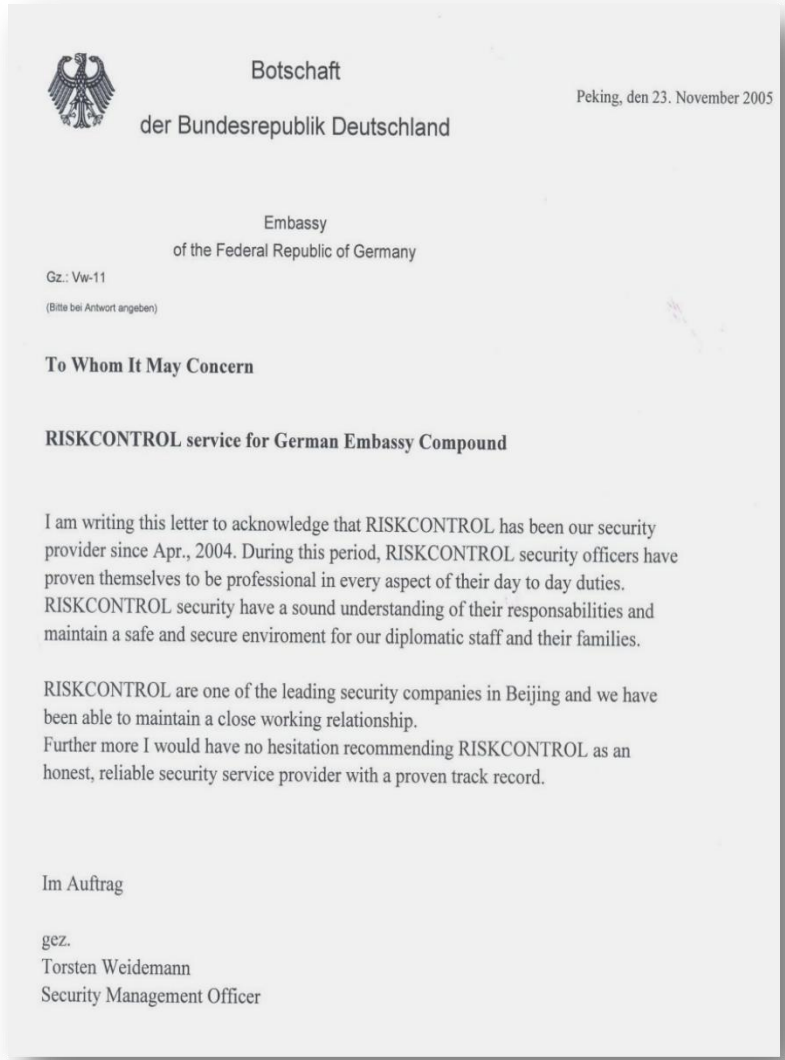 Botschaft
Peking, den 23. November 2005
der Bundesrepublik Deutschland
Embassy
of the Federal Republic of Germany
Gz.: Vw-11
(Bitte bei Antwort angeben)
To Whom It May Concern
RISKCONTROL service for German Embassy Compound
I am writing this letter to acknowledge that RISKCONTROL has been our security
provider since Apr., 2004. During this period, RISKCONTROL security officers have
proven themselves to be professional in every aspect of their day to day duties.
RISKCONTROL security have a sound understanding of their responsabilities and
maintain a safe and secure enviroment for our diplomatic staff and their families.
RISKCONTROL are one of the leading security companies in Beijing and we have
been able to maintain a close working relationship.
Further more I would have no hesitation recommending RISKCONTROL as an
honest, reliable security service provider with a proven track record.
Im Auftrag
gez.
Torsten Weidemann
Security Management Officer